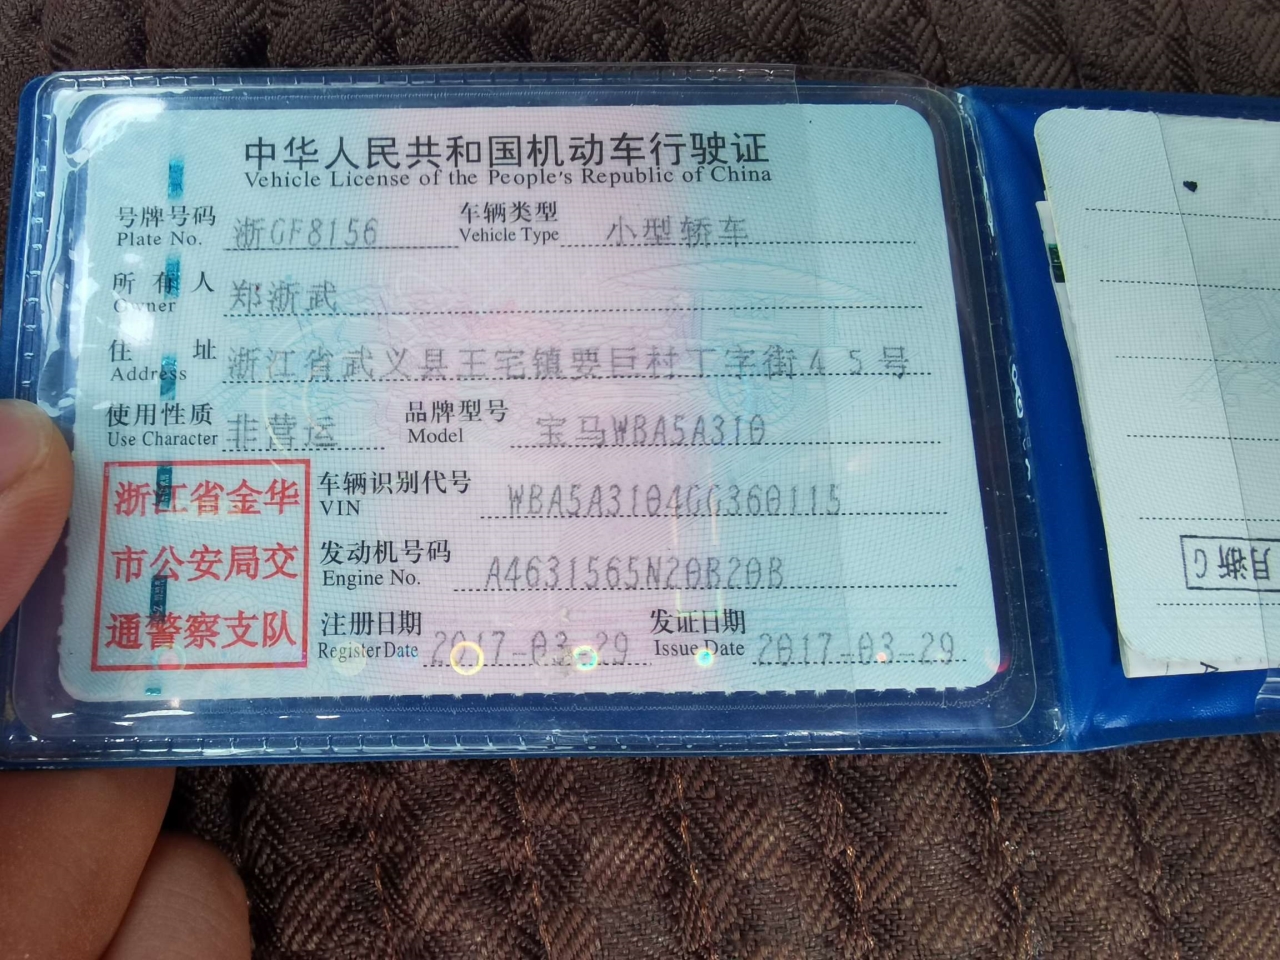 中华人民共和国机动车行驶证
Vehicle License of the People's Republic of China
号牌号码 浙GF8156 车辆类型 小型轿车
Plate No. Vehicle Type
所有人 郑浙武
Owner
住址 浙江省武义县王宅镇要巨村丁字街45号
Address
使用性质 非营运 品牌型号 宝马WBA5A310
Use Character Model
浙江省金华
市公安局交
通警察支队
车辆识别代号 WBA5A3104GG360115
VIN
发动机号码 A4631565N20B20B
Engine No.
注册日期 2017-03-29 发证日期 2017-03-29
Register Date Issue Date
月浙G